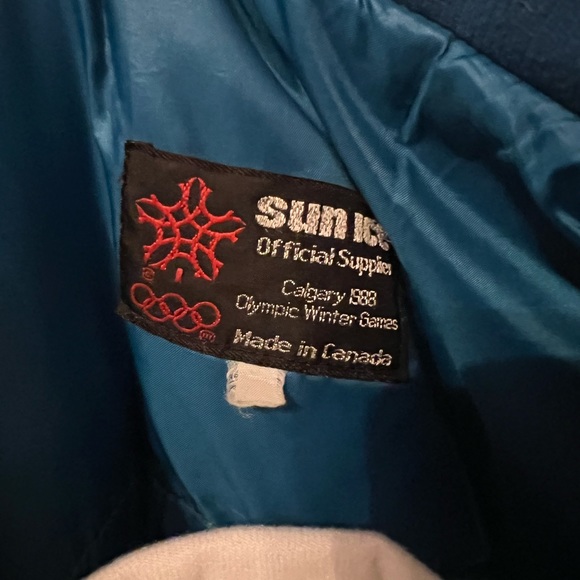 sun ice
Official Supplier
Calgary 1988
Olympic Winter Games
Made in Canada